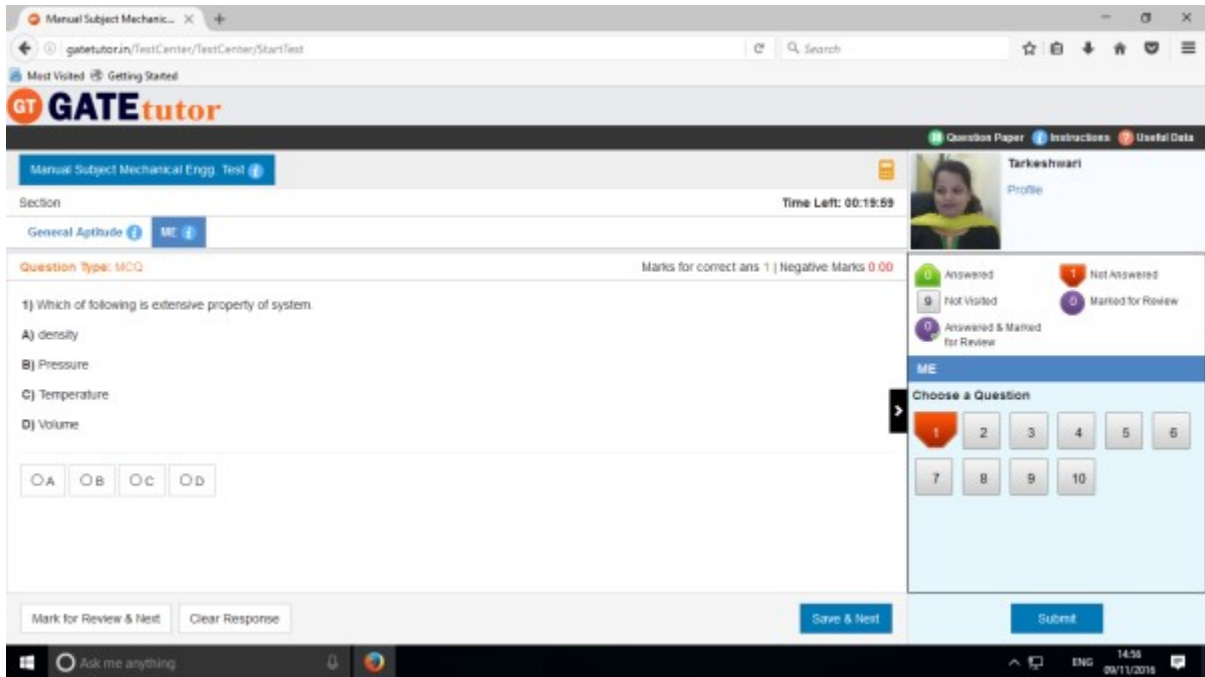 Manual Subject Mechanic...
gatetutor.in/TestCenter/TestCenter/StartTest
Search
Most Visited Getting Started
GT GATEtutor
Question Paper Instructions Useful Data
Manual Subject Mechanical Engg. Test
Tarkeshwari
Profile
Section Time Left: 00:19:59
General Aptitude ME
Question Type: MCQ Marks for correct ans 1 | Negative Marks 0.00
0 Answered 1 Not Answered
9 Not Visited 0 Marked for Review
0 Answered & Marked
for Review
1) Which of following is extensive property of system.
A) density
B) Pressure
C) Temperature
D) Volume
A B C D
ME
Choose a Question
1 2 3 4 5 6
7 8 9 10
Mark for Review & Next Clear Response Save & Next Submit
Ask me anything
ENG 14:56
09/11/2016